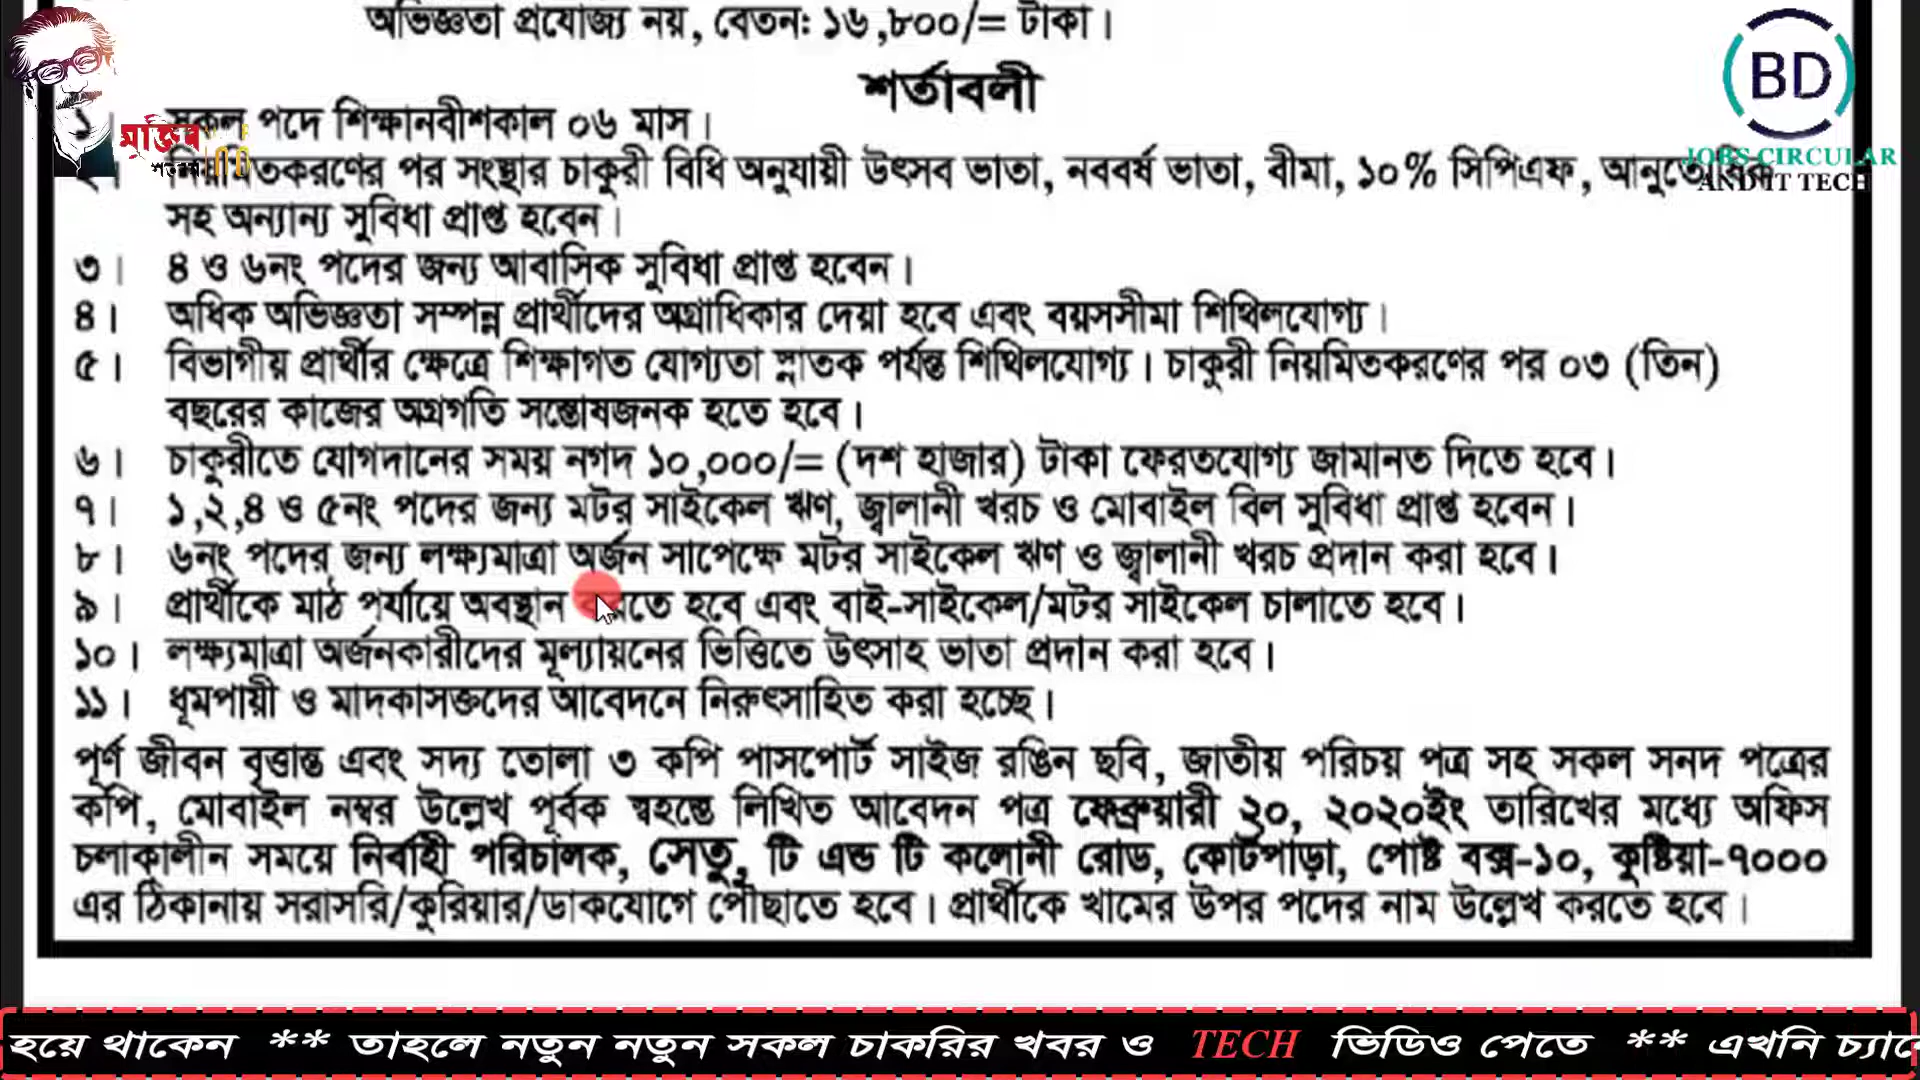 অভিজ্ঞতা প্রযোজ্য নয়, বেতন: ১৬,৮০০/= টাকা।
BD
শর্তাবলী
১। সকল পদে শিক্ষানবীশকাল ০৬ মাস।
মুজিব
শতবর্ষ 100
JOBS CIRCULAR
AND IT TECH
২। নিয়মিতকরণের পর সংস্থার চাকুরী বিধি অনুযায়ী উৎসব ভাতা, নববর্ষ ভাতা, বীমা, ১০% সিপিএফ, আনুতোষিক
সহ অন্যান্য সুবিধা প্রাপ্ত হবেন।
৩। ৪ ও ৬নং পদের জন্য আবাসিক সুবিধা প্রাপ্ত হবেন।
৪। অধিক অভিজ্ঞতা সম্পন্ন প্রার্থীদের অগ্রাধিকার দেয়া হবে এবং বয়সসীমা শিথিলযোগ্য।
৫। বিভাগীয় প্রার্থীর ক্ষেত্রে শিক্ষাগত যোগ্যতা স্নাতক পর্যন্ত শিথিলযোগ্য। চাকুরী নিয়মিতকরণের পর ০৩ (তিন)
বছরের কাজের অগ্রগতি সন্তোষজনক হতে হবে।
৬। চাকুরীতে যোগদানের সময় নগদ ১০,০০০/= (দশ হাজার) টাকা ফেরতযোগ্য জামানত দিতে হবে।
৭। ১,২,৪ ও ৫নং পদের জন্য মটর সাইকেল ঋণ, জ্বালানী খরচ ও মোবাইল বিল সুবিধা প্রাপ্ত হবেন।
৮। ৬নং পদের জন্য লক্ষ্যমাত্রা অর্জন সাপেক্ষে মটর সাইকেল ঋণ ও জ্বালানী খরচ প্রদান করা হবে।
৯। প্রার্থীকে মাঠ পর্যায়ে অবস্থান করতে হবে এবং বাই-সাইকেল/মটর সাইকেল চালাতে হবে।
১০। লক্ষ্যমাত্রা অর্জনকারীদের মূল্যায়নের ভিত্তিতে উৎসাহ ভাতা প্রদান করা হবে।
১১। ধূমপায়ী ও মাদকাসক্তদের আবেদনে নিরুৎসাহিত করা হচ্ছে।
পূর্ণ জীবন বৃত্তান্ত এবং সদ্য তোলা ৩ কপি পাসপোর্ট সাইজ রঙিন ছবি, জাতীয় পরিচয় পত্র সহ সকল সনদ পত্রের
কপি, মোবাইল নম্বর উল্লেখ পূর্বক স্বহস্তে লিখিত আবেদন পত্র ফেব্রুয়ারী ২০, ২০২০ইং তারিখের মধ্যে অফিস
চলাকালীন সময়ে নির্বাহী পরিচালক, সেতু, টি এন্ড টি কলোনী রোড, কোর্টপাড়া, পোষ্ট বক্স-১০, কুষ্টিয়া-৭০০০
এর ঠিকানায় সরাসরি/কুরিয়ার/ডাকযোগে পৌছাতে হবে। প্রার্থীকে খামের উপর পদের নাম উল্লেখ করতে হবে।
হয়ে থাকেন ** তাহলে নতুন নতুন সকল চাকরির খবর ও TECH ভিডিও পেতে ** এখনি